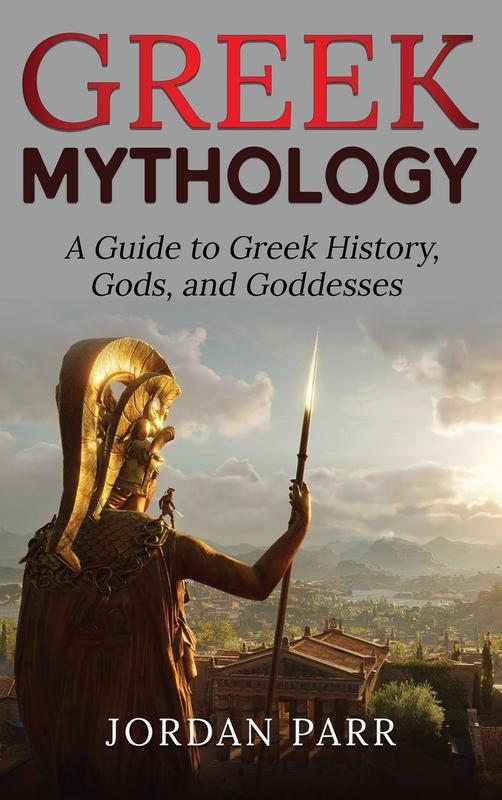 GREEK
MYTHOLOGY
A Guide to Greek History,
Gods, and Goddesses
JORDAN PARR